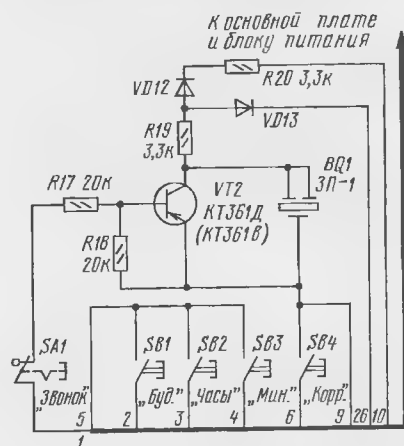 К основной плате
и блоку питания
VD12
R20 3,3к
VD13
R19
3,3к
BQ1
ЗП-1
R17 20к
VT2
КТ361Д
(КТ361В)
R18
20к
SA1
SB1
SB2
SB3
SB4
„Звонок"
„Буд."
„Часы"
„Мин."
„Корр."
5
2
3
4
6
9
26
10
1